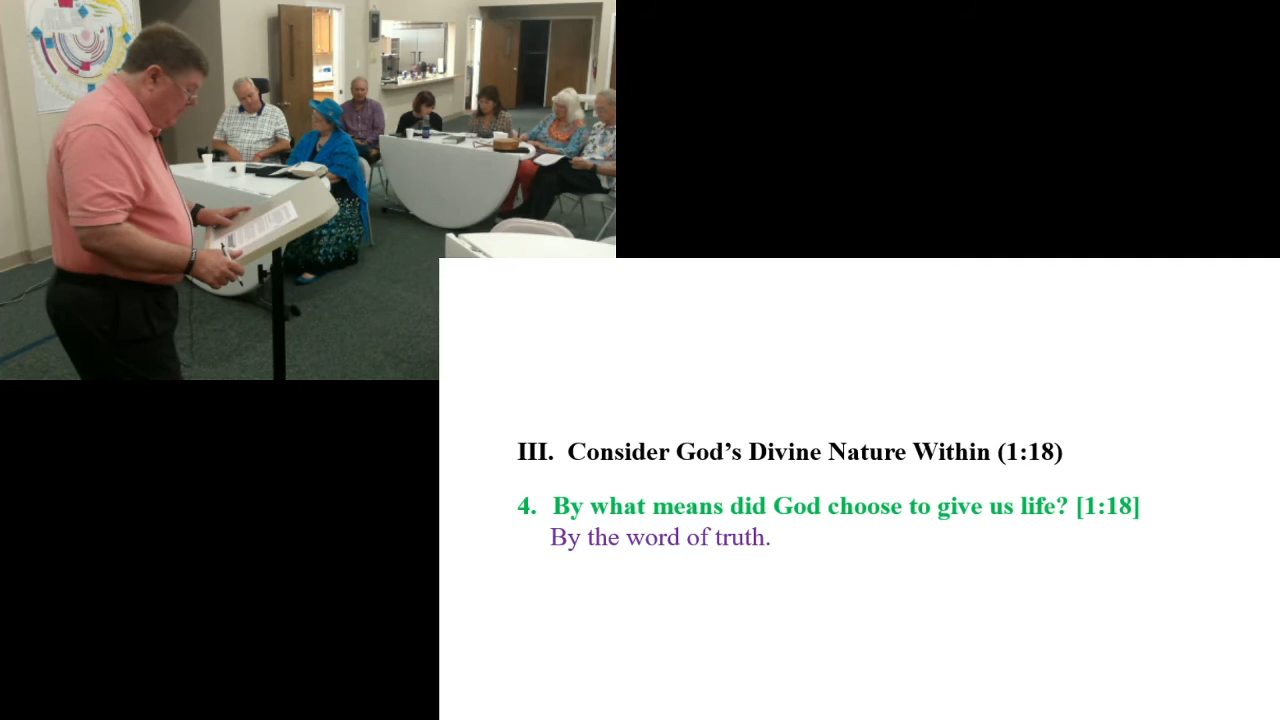 III. Consider God's Divine Nature Within (1:18)
4. By what means did God choose to give us life? [1:18]
By the word of truth.